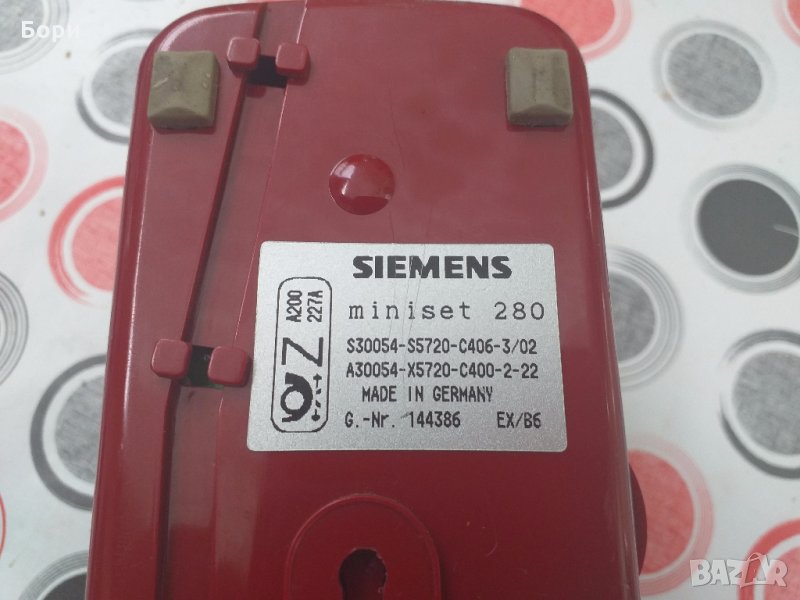 Бори
SIEMENS
miniset 280
S30054-S5720-C406-3/02
A30054-X5720-C400-2-22
MADE IN GERMANY
G.-Nr. 144386 EX/B6
A200
227A
Z
BAZAR